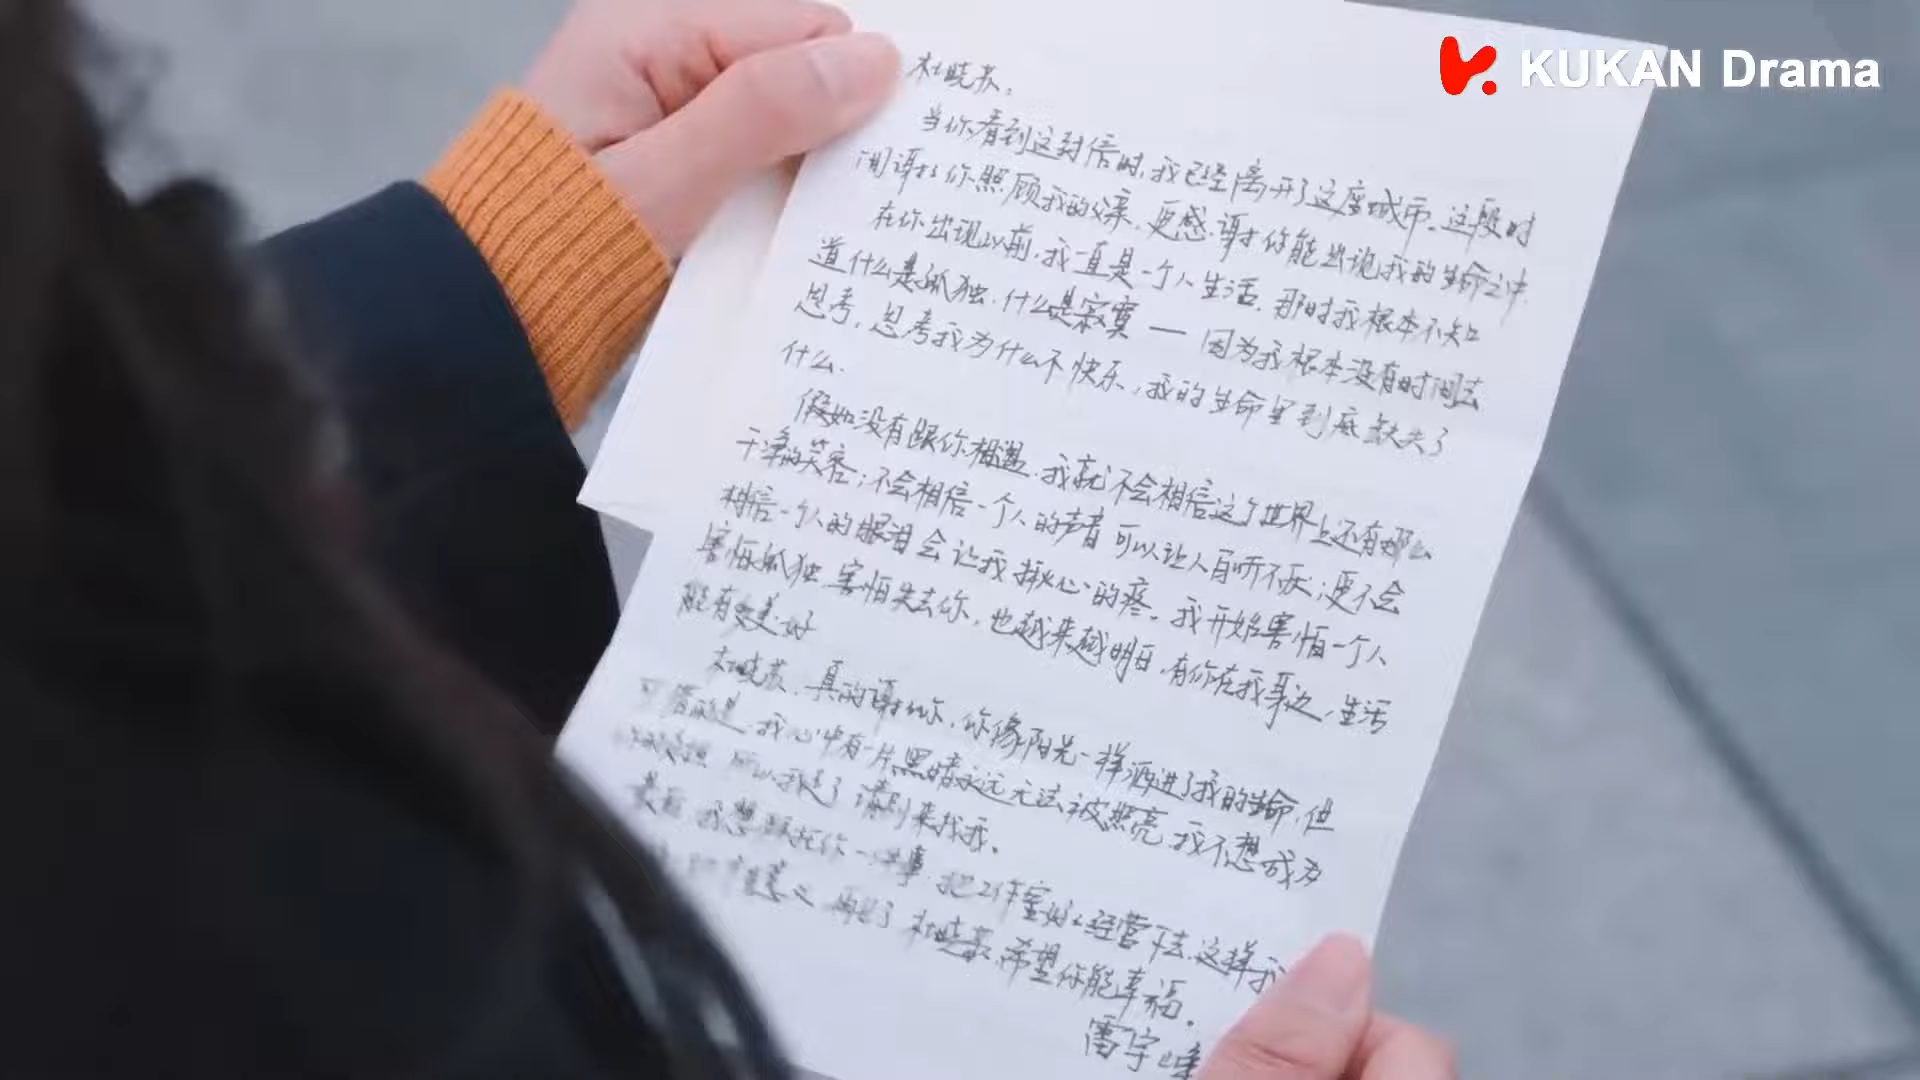 KUKAN Drama
杜晓苏:
当你看到这封信时,我已经离开了这座城市。这段时
间谢谢你照顾我的父亲,更感谢你能出现我的生命之中.
在你出现以前,我一直是一个人生活,那时我根本不知
道什么是孤独,什么是寂寞——因为我根本没有时间去
思考,思考我为什么不快乐,我的生命里到底缺失了
什么.
假如没有跟你相遇,我就不会相信这个世界上还有那么
干净的笑容;不会相信一个人的声音可以让人百听不厌;更不会
相信一个人的眼泪会让我揪心的疼。我开始害怕一个人
害怕孤独,害怕失去你,也越来越明白,有你在我身边,生活
能有多美好
杜晓苏,真的谢谢你,你像阳光一样洒进了我的生命,但
可惜的是,我心中有一片黑暗永远无法被照亮,我不想成为
你的负担 所以我走了 请别来找我。
最后 我想拜托你一件事,把工作室好好经营下去,这样我
意义 再见了 杜晓苏,希望你能幸福。
雷宇峥